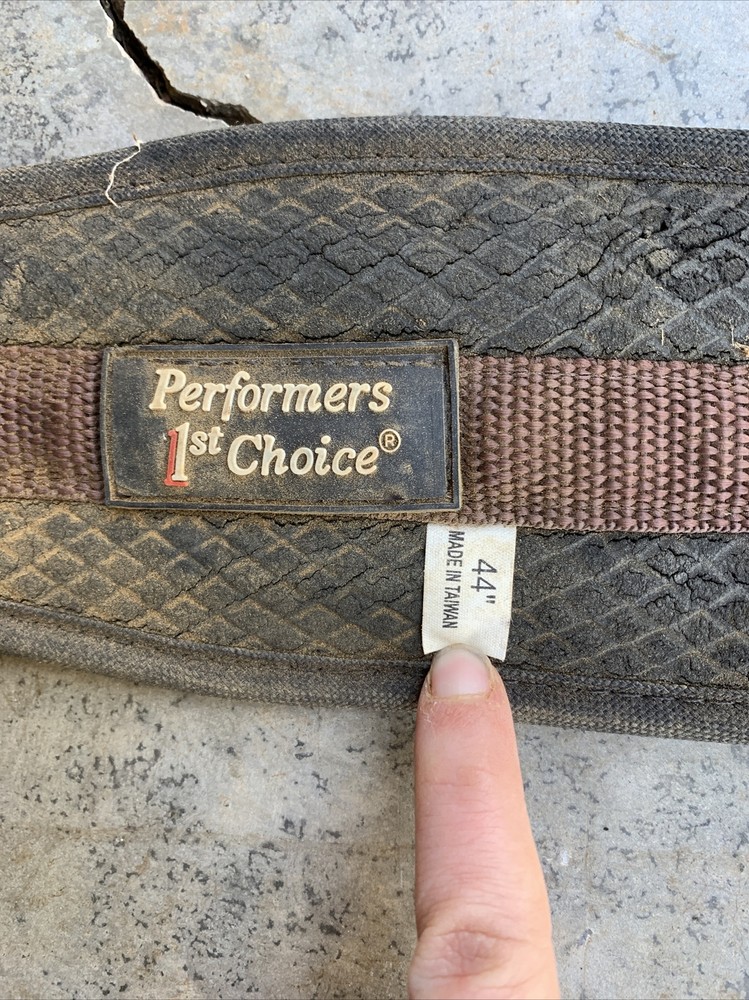 Performers
1st Choice®
44"
MADE IN TAIWAN